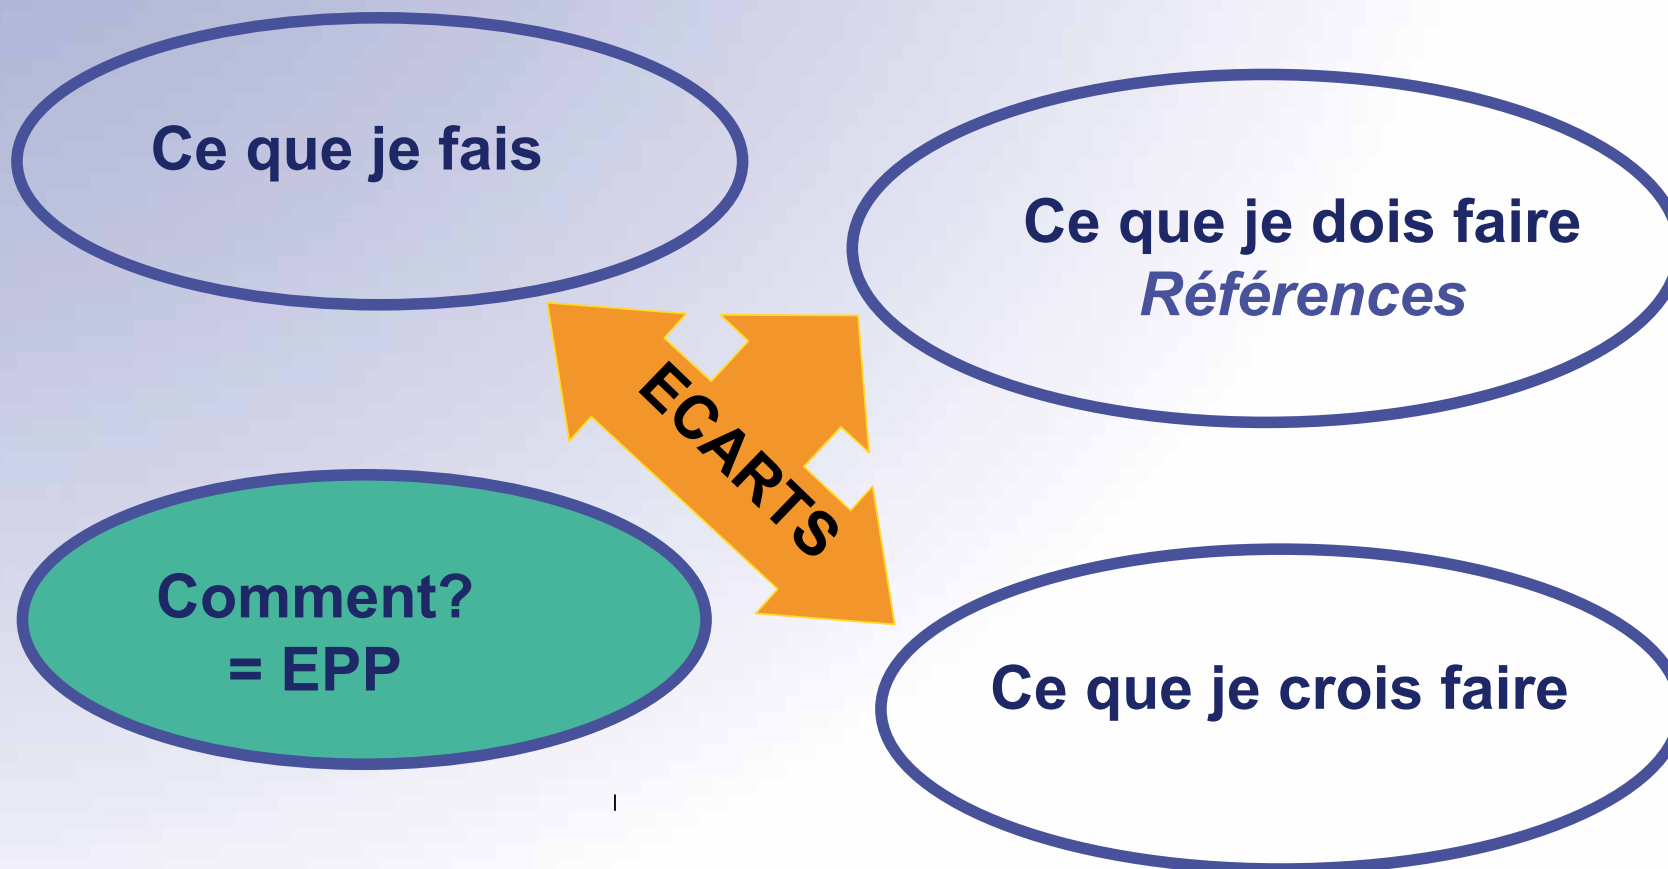 Ce que je fais
Ce que je dois faire
Références
ECARTS
Comment?
= EPP
Ce que je crois faire